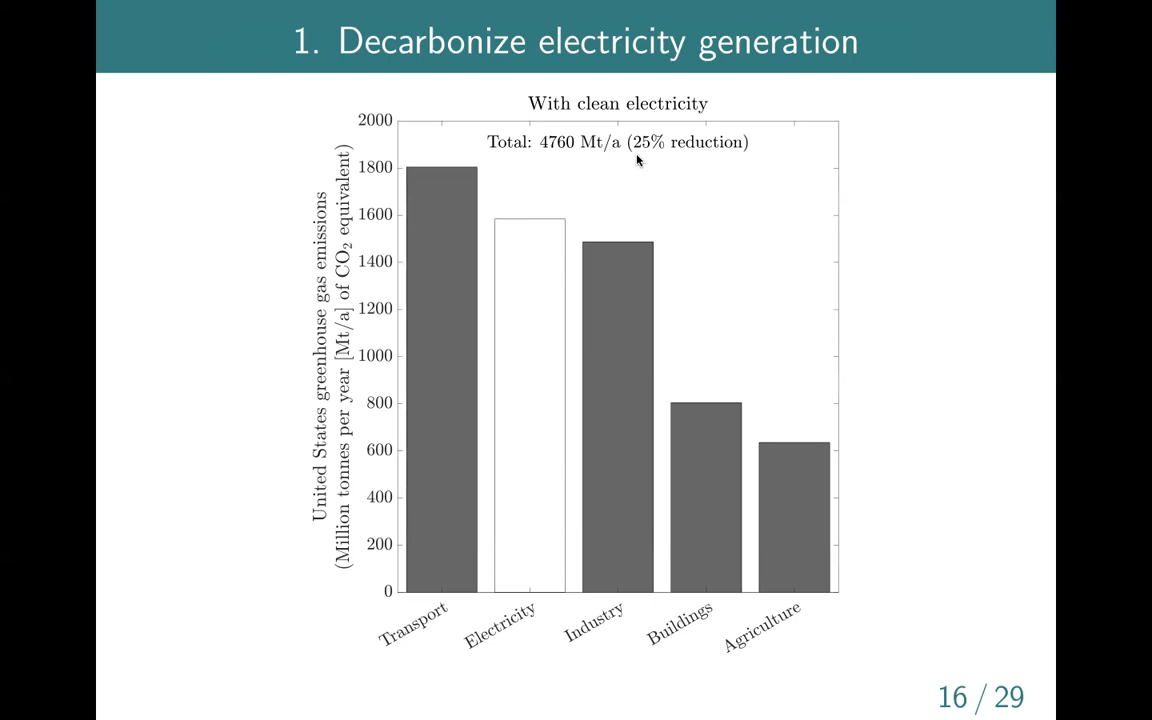 1. Decarbonize electricity generation
With clean electricity
Total: 4760 Mt/a (25% reduction)
United States greenhouse gas emissions
(Million tonnes per year [Mt/a] of CO₂ equivalent)
2000
1800
1600
1400
1200
1000
800
600
400
200
0
Transport
Electricity
Industry
Buildings
Agriculture
16 / 29